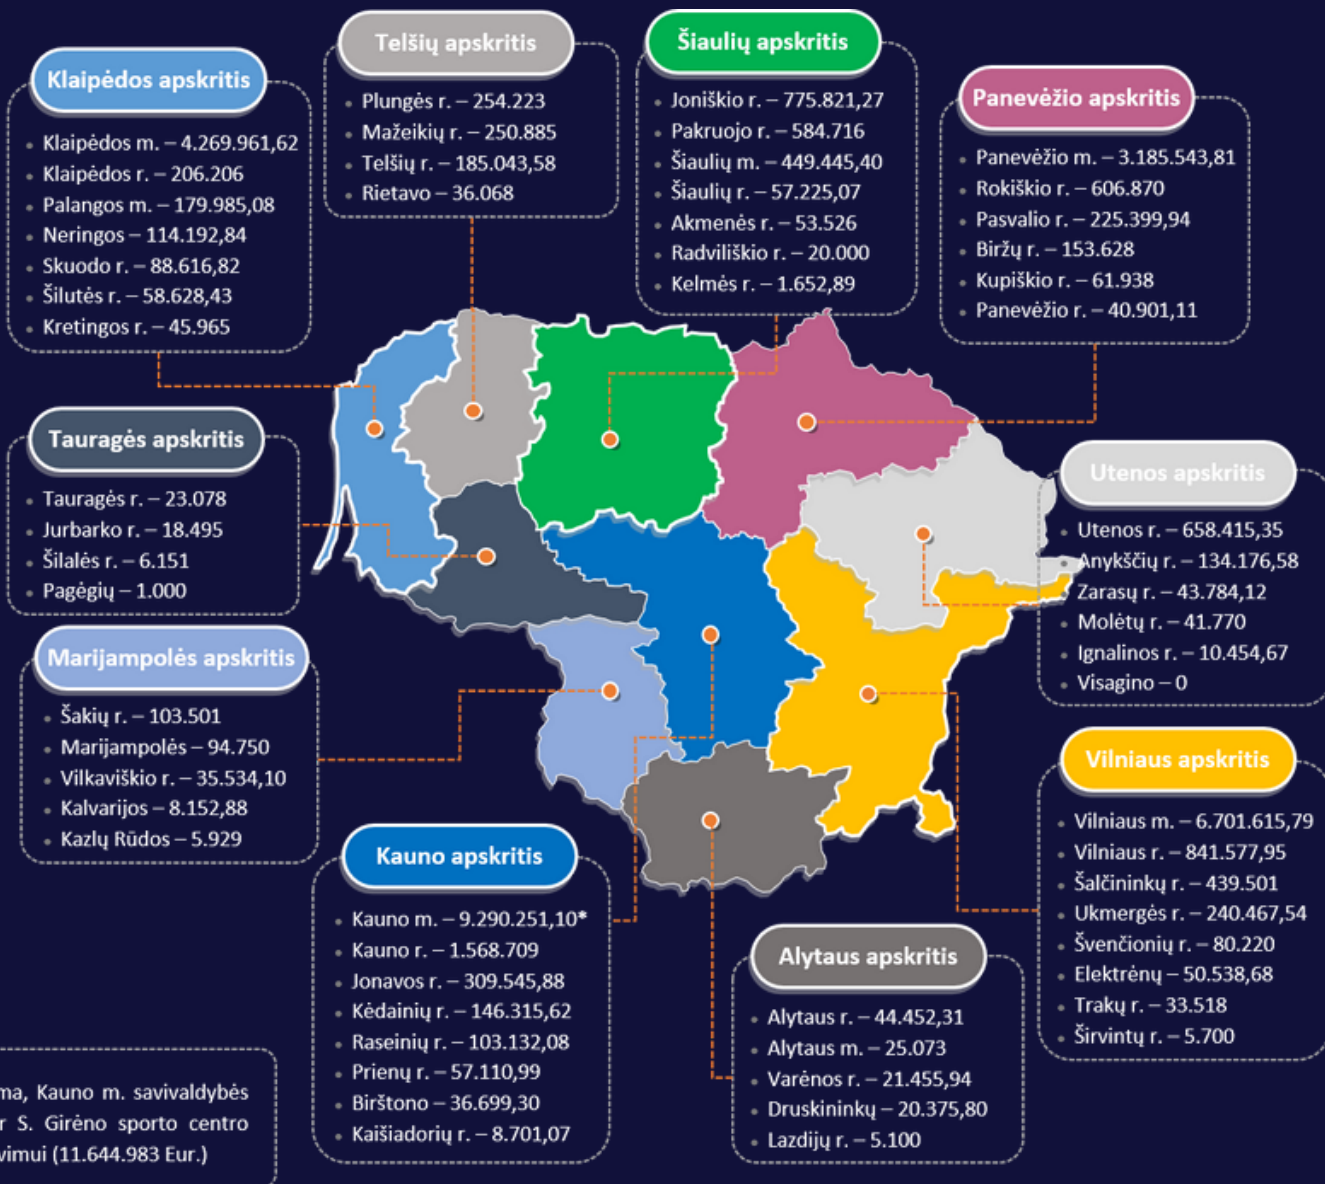 Klaipėdos apskritis
Klaipėdos m. – 4.269.961,62
Klaipėdos r. – 206.206
Palangos m. – 179.985,08
Neringos – 114.192,84
Skuodo r. – 88.616,82
Šilutės r. – 58.628,43
Kretingos r. – 45.965
Telšių apskritis
Plungės r. – 254.223
Mažeikių r. – 250.885
Telšių r. – 185.043,58
Rietavo – 36.068
Šiaulių apskritis
Joniškio r. – 775.821,27
Pakruojo r. – 584.716
Šiaulių m. – 449.445,40
Šiaulių r. – 57.225,07
Akmenės r. – 53.526
Radviliškio r. – 20.000
Kelmės r. – 1.652,89
Panevėžio apskritis
Panevėžio m. – 3.185.543,81
Rokiškio r. – 606.870
Pasvalio r. – 225.399,94
Biržų r. – 153.628
Kupiškio r. – 61.938
Panevėžio r. – 40.901,11
Tauragės apskritis
Tauragės r. – 23.078
Jurbarko r. – 18.495
Šilalės r. – 6.151
Pagėgių – 1.000
Utenos apskritis
Utenos r. – 658.415,35
Anykščių r. – 134.176,58
Zarasų r. – 43.784,12
Molėtų r. – 41.770
Ignalinos r. – 10.454,67
Visagino – 0
Marijampolės apskritis
Šakių r. – 103.501
Marijampolės – 94.750
Vilkaviškio r. – 35.534,10
Kalvarijos – 8.152,88
Kazlų Rūdos – 5.929
Vilniaus apskritis
Vilniaus m. – 6.701.615,79
Vilniaus r. – 841.577,95
Šalčininkų r. – 439.501
Ukmergės r. – 240.467,54
Švenčionių r. – 80.220
Elektrėnų – 50.538,68
Trakų r. – 33.518
Širvintų r. – 5.700
Kauno apskritis
Kauno m. – 9.290.251,10*
Kauno r. – 1.568.709
Jonavos r. – 309.545,88
Kėdainių r. – 146.315,62
Raseinių r. – 103.132,08
Prienų r. – 57.110,99
Birštono – 36.699,30
Kaišiadorių r. – 8.701,07
Alytaus apskritis
Alytaus r. – 44.452,31
Alytaus m. – 25.073
Varėnos r. – 21.455,94
Druskininkų – 20.375,80
Lazdijų r. – 5.100
ma, Kauno m. savivaldybės
r S. Girėno sporto centro
vimui (11.644.983 Eur.)